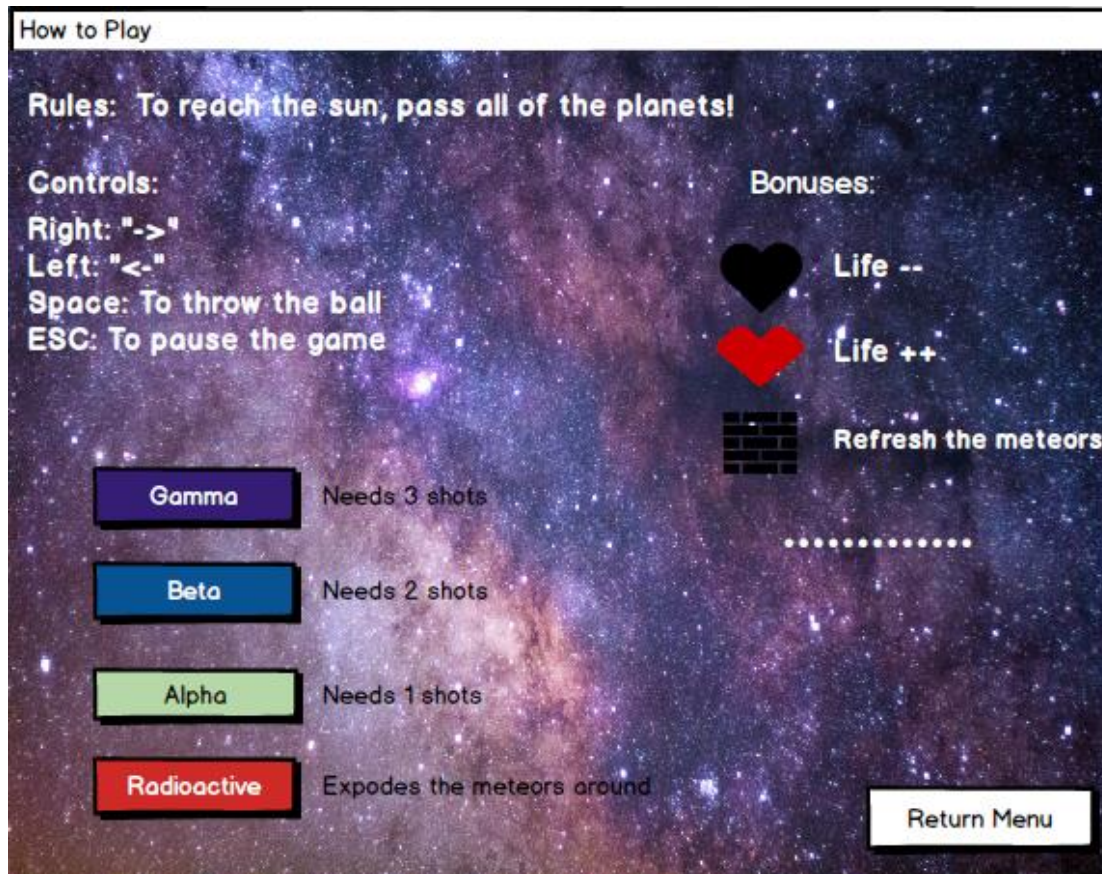 How to Play
Rules: To reach the sun, pass all of the planets!
Controls:
Right: "->"
Left: "<-"
Space: To throw the ball
ESC: To pause the game
Bonuses:
Life --
Life ++
Refresh the meteors
.............
Gamma Needs 3 shots
Beta Needs 2 shots
Alpha Needs 1 shots
Radioactive Expodes the meteors around
Return Menu